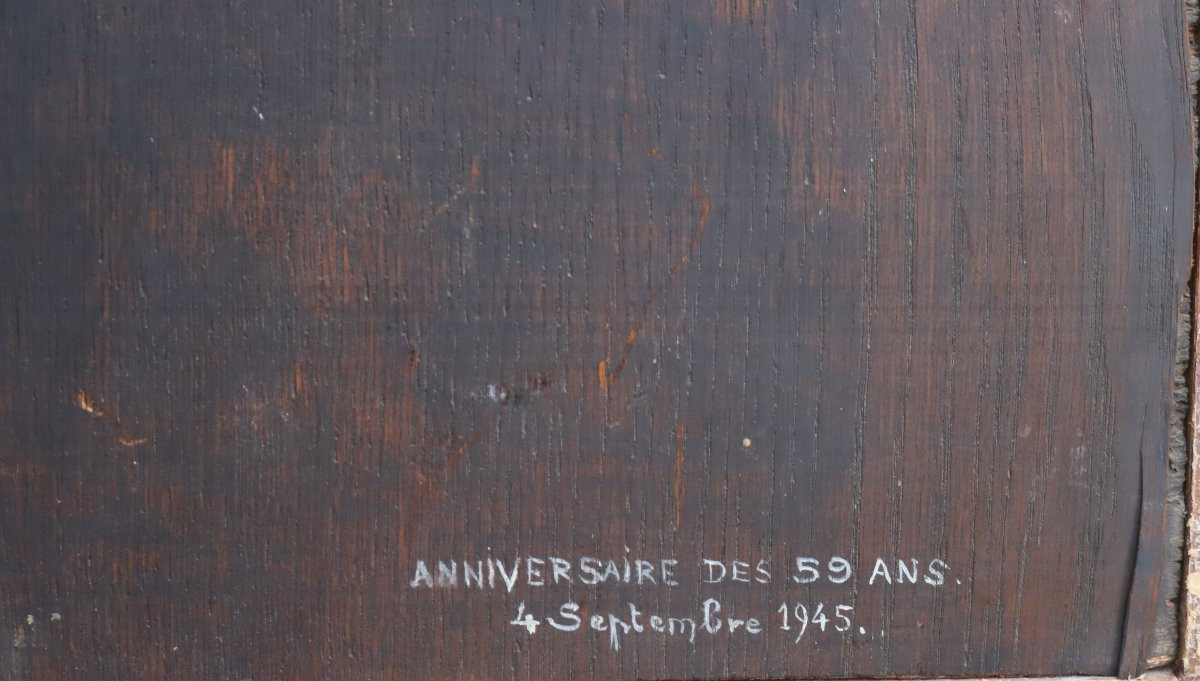 ANNIVERSAIRE DES 59 ANS.
4 Septembre 1945.